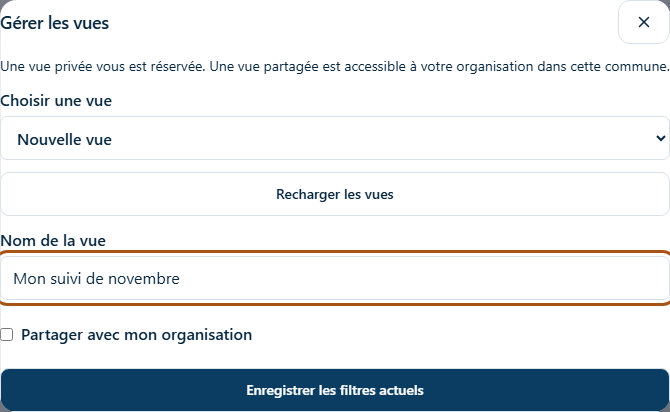 Gérer les vues
Une vue privée vous est réservée. Une vue partagée est accessible à votre organisation dans cette commune.
Choisir une vue
Nouvelle vue
Recharger les vues
Nom de la vue
Mon suivi de novembre
Partager avec mon organisation
Enregistrer les filtres actuels